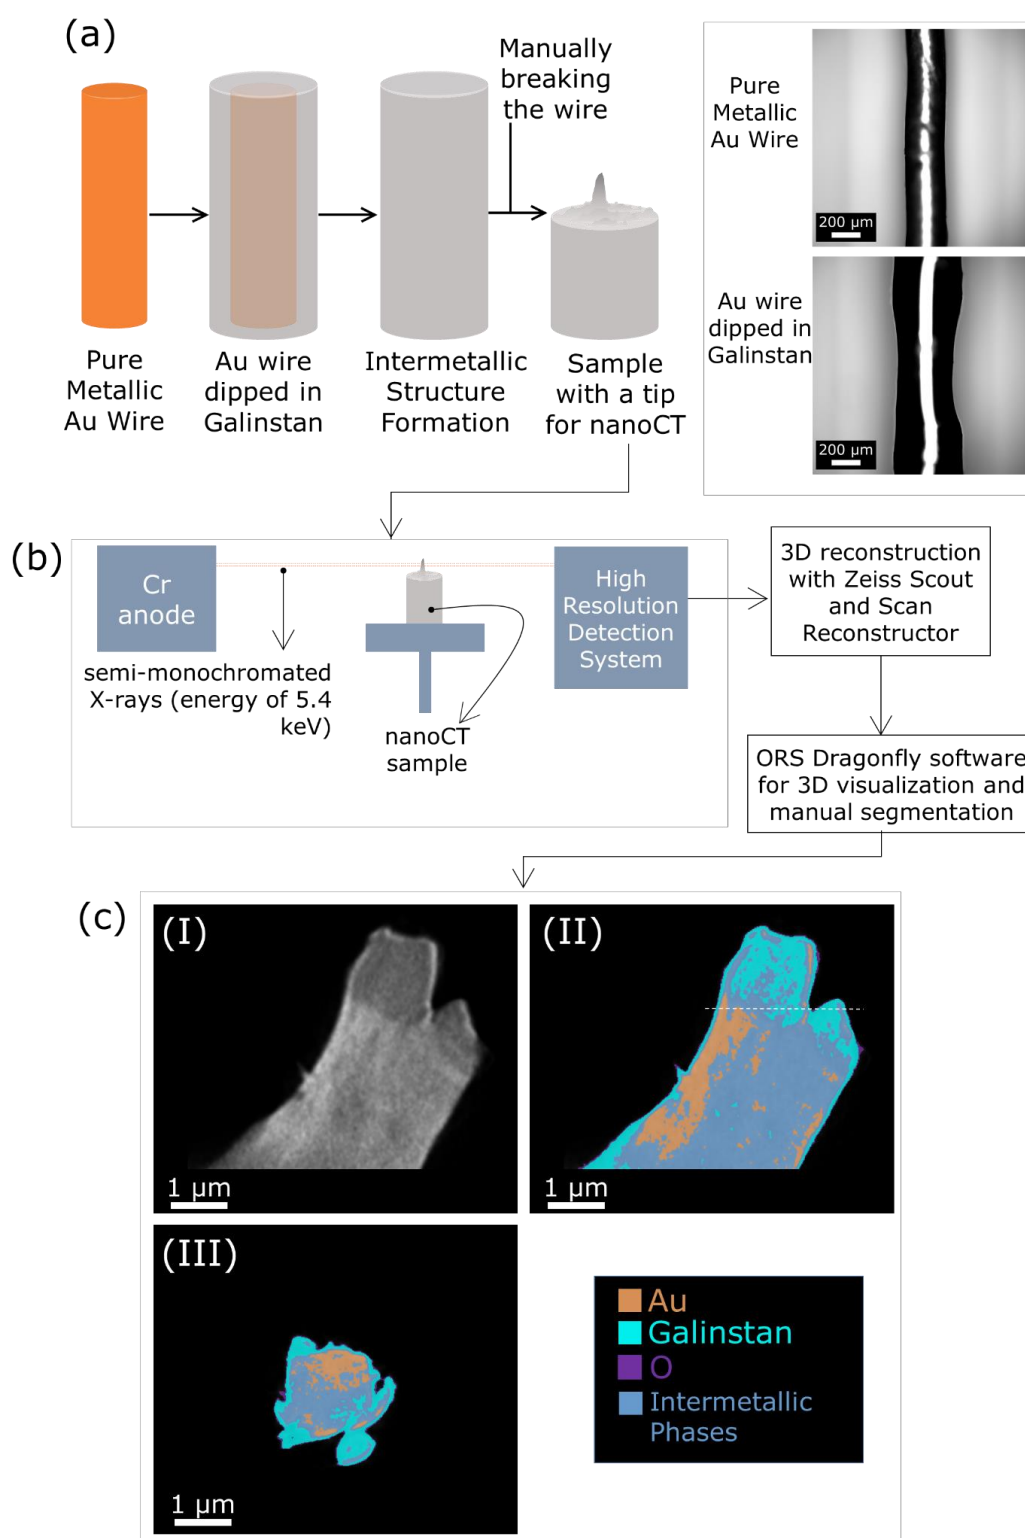 (a)
Manually
breaking
the wire
Pure
Metallic
Au Wire
Au wire
dipped in
Galinstan
Intermetallic
Structure
Formation
Sample
with a tip
for nanoCT
Pure
Metallic
Au Wire
200 µm
Au wire
dipped in
Galinstan
200 µm
(b)
Cr
anode
semi-monochromated
X-rays (energy of 5.4
keV)
nanoCT
sample
High
Resolution
Detection
System
3D reconstruction
with Zeiss Scout
and Scan
Reconstructor
ORS Dragonfly software
for 3D visualization and
manual segmentation
(c)
(I)
1 µm
(II)
1 µm
(III)
1 µm
Au
Galinstan
O
Intermetallic
Phases